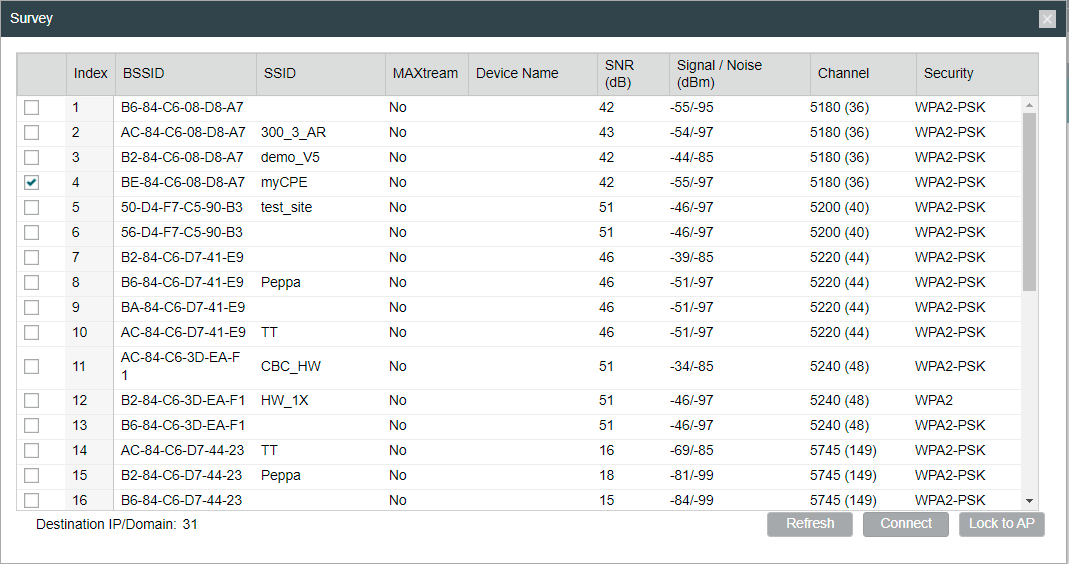 Survey
Index BSSID SSID MAXtream Device Name SNR (dB) Signal / Noise (dBm) Channel Security
1 B6-84-C6-08-D8-A7 No 42 -55/-95 5180 (36) WPA2-PSK
2 AC-84-C6-08-D8-A7 300_3_AR No 43 -54/-97 5180 (36) WPA2-PSK
3 B2-84-C6-08-D8-A7 demo_V5 No 42 -44/-85 5180 (36) WPA2-PSK
4 BE-84-C6-08-D8-A7 myCPE No 42 -55/-97 5180 (36) WPA2-PSK
5 50-D4-F7-C5-90-B3 test_site No 51 -46/-97 5200 (40) WPA2-PSK
6 56-D4-F7-C5-90-B3 No 51 -46/-97 5200 (40) WPA2-PSK
7 B2-84-C6-D7-41-E9 No 46 -39/-85 5220 (44) WPA2-PSK
8 B6-84-C6-D7-41-E9 Peppa No 46 -51/-97 5220 (44) WPA2-PSK
9 BA-84-C6-D7-41-E9 No 46 -51/-97 5220 (44) WPA2-PSK
10 AC-84-C6-D7-41-E9 TT No 46 -51/-97 5220 (44) WPA2-PSK
11 AC-84-C6-3D-EA-F1 CBC_HW No 51 -34/-85 5240 (48) WPA2-PSK
12 B2-84-C6-3D-EA-F1 HW_1X No 51 -46/-97 5240 (48) WPA2
13 B6-84-C6-3D-EA-F1 No 51 -46/-97 5240 (48) WPA2-PSK
14 AC-84-C6-D7-44-23 TT No 16 -69/-85 5745 (149) WPA2-PSK
15 B2-84-C6-D7-44-23 Peppa No 18 -81/-99 5745 (149) WPA2-PSK
16 B6-84-C6-D7-44-23 No 15 -84/-99 5745 (149) WPA2-PSK
Destination IP/Domain: 31
Refresh Connect Lock to AP